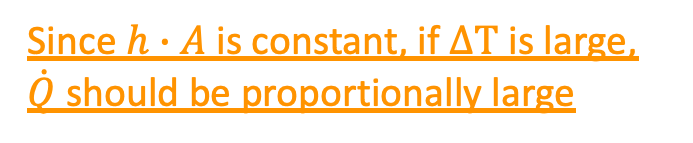 Since ℎ · 𝐴 is constant, if ΔT is large,
𝑄̇ should be proportionally large